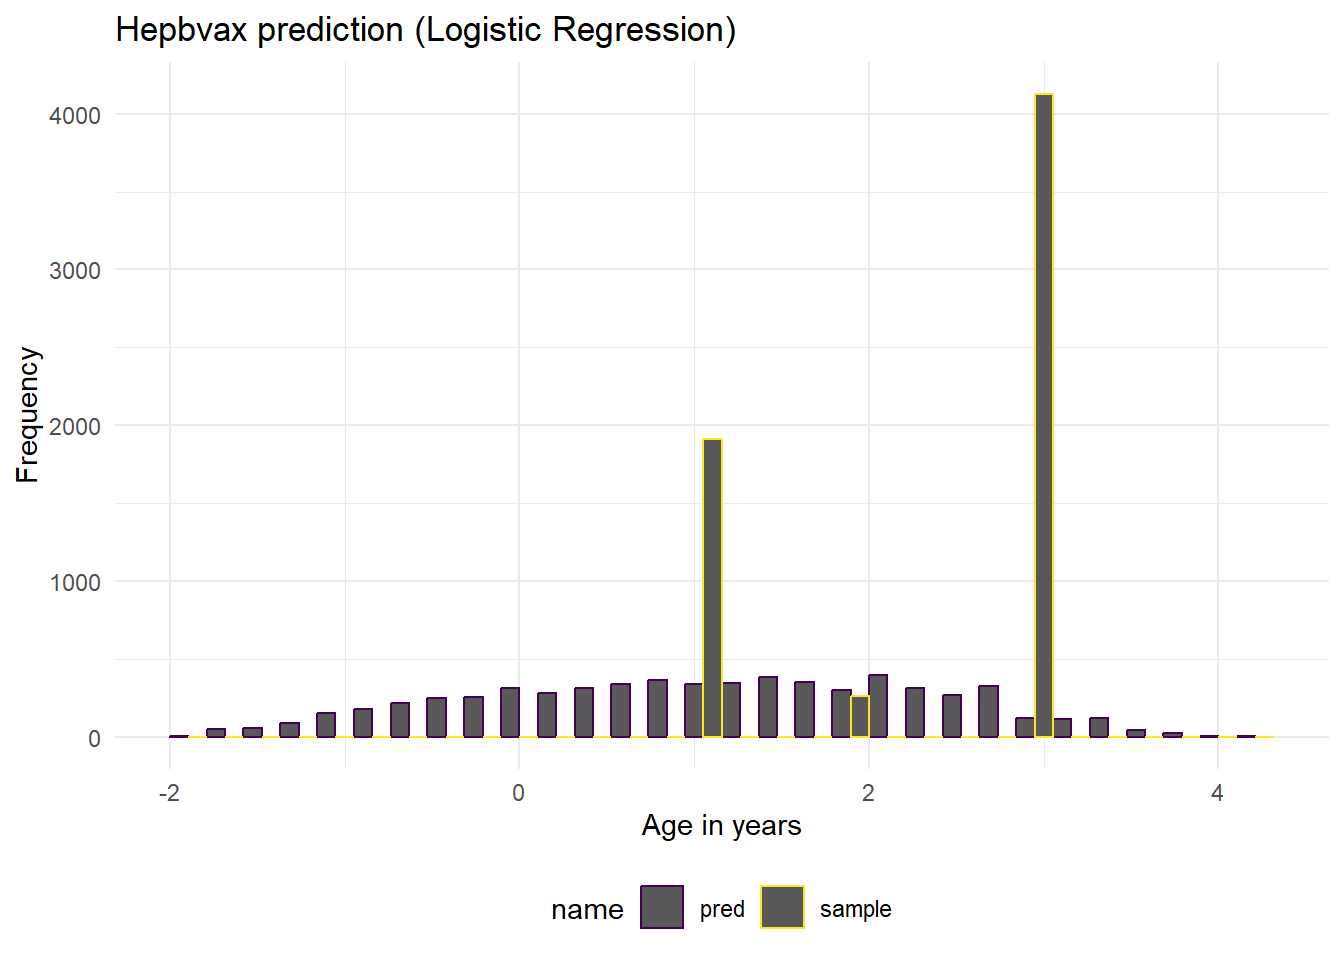 Hepbvax prediction (Logistic Regression)
Frequency
4000
3000
2000
1000
0
-2 0 2 4
Age in years
name pred sample